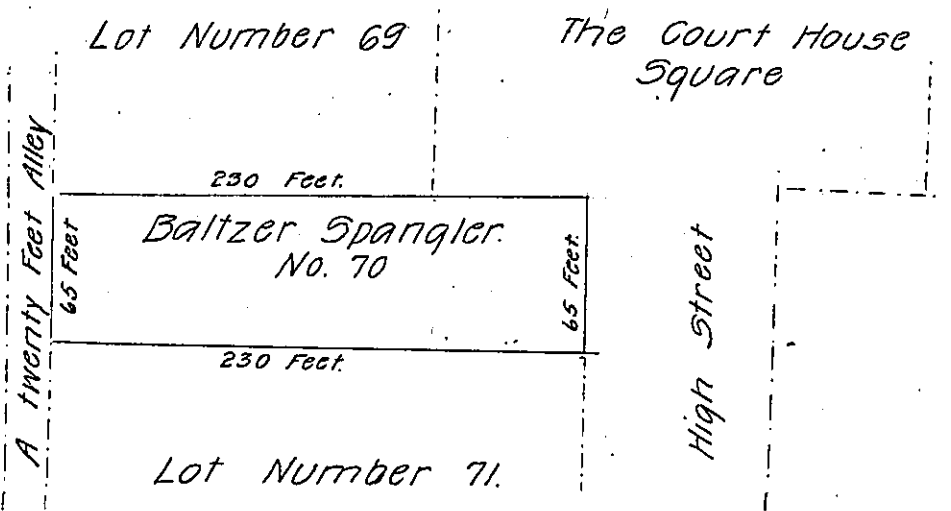 Lot Number 69
The Court House
Square
A twenty Feet Alley
230 Feet.
65 Feet
Baltzer Spangler.
No. 70
65 Feet.
230 Feet.
High Street
Lot Number 71.